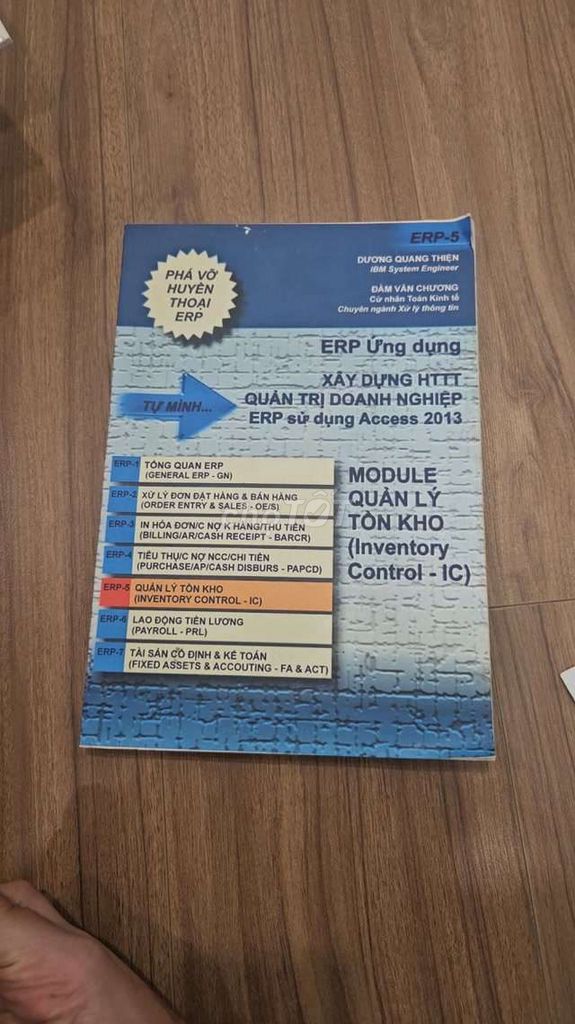 ERP-5
DƯƠNG QUANG THIỆN
IBM System Engineer
ĐÀM VĂN CHƯƠNG
Cử nhân Toán Kinh tế
Chuyên ngành Xử lý thông tin
PHÁ VỠ
HUYỀN
THOẠI
ERP
ERP Ứng dụng
TỰ MÌNH...
XÂY DỰNG HTTT
QUẢN TRỊ DOANH NGHIỆP
ERP sử dụng Access 2013
MODULE
QUẢN LÝ
TỒN KHO
(Inventory
Control - IC)
ERP-1 TỔNG QUAN ERP
(GENERAL ERP - GN)
ERP-2 XỬ LÝ ĐƠN ĐẶT HÀNG & BÁN HÀNG
(ORDER ENTRY & SALES - OE/S)
ERP-3 IN HÓA ĐƠN/C NỢ K HÀNG/THU TIỀN
(BILLING/AR/CASH RECEIPT - BARCR)
ERP-4 TIÊU THỤ/C NỢ NCC/CHI TIỀN
(PURCHASE/AP/CASH DISBURS - PAPCD)
ERP-5 QUẢN LÝ TỒN KHO
(INVENTORY CONTROL - IC)
ERP-6 LAO ĐỘNG TIỀN LƯƠNG
(PAYROLL - PRL)
ERP-7 TÀI SẢN CỐ ĐỊNH & KẾ TOÁN
(FIXED ASSETS & ACCOUTING - FA & ACT)